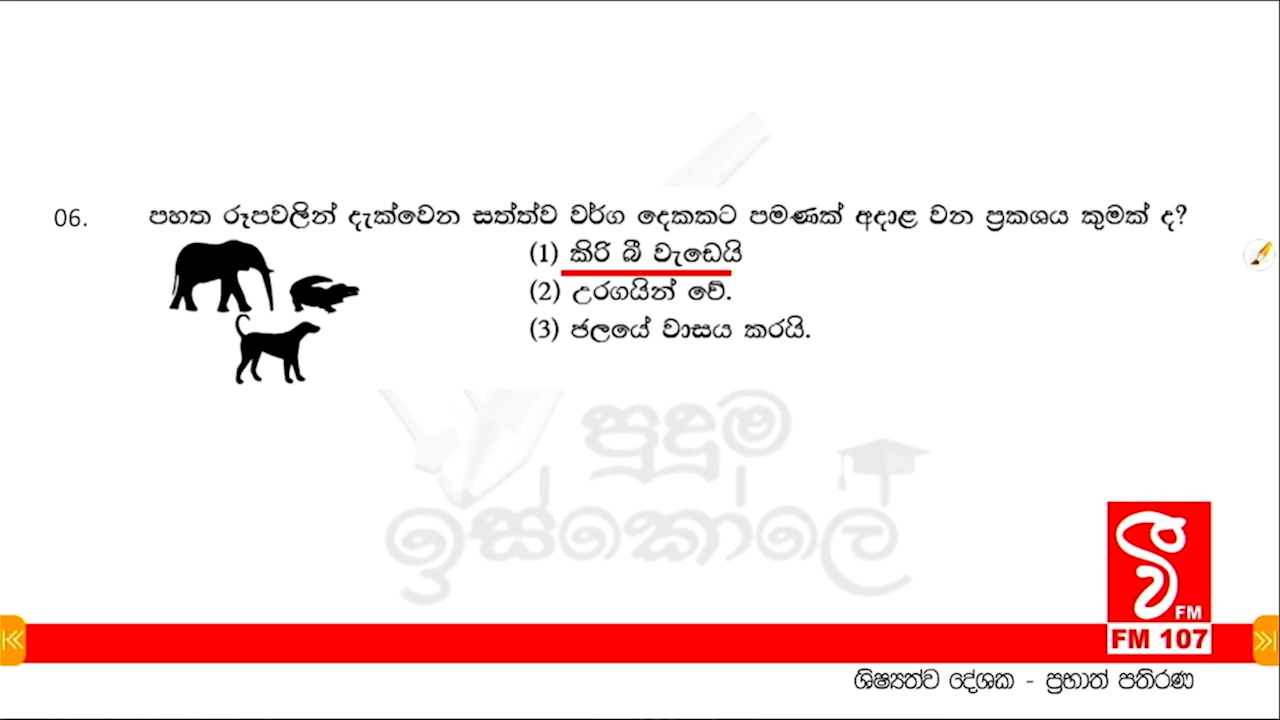 06. පහත රූපවලින් දැක්වෙන සත්ත්ව වර්ග දෙකකට පමණක් අදාළ වන ප්‍රකශය කුමක් ද?
(1) කිරි බී වැඩෙයි
(2) උරගයින් වේ.
(3) ජලයේ වාසය කරයි.
පුදුම
ඉස්කොලේ
වී
FM
FM 107
ශිෂ්‍යත්ව දේශක - ප්‍රභාත් පතිරණ